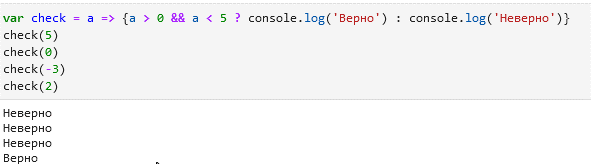 var check = a => {a > 0 && a < 5 ? console.log('Верно') : console.log('Неверно')}
check(5)
check(0)
check(-3)
check(2)
Неверно
Неверно
Неверно
Верно